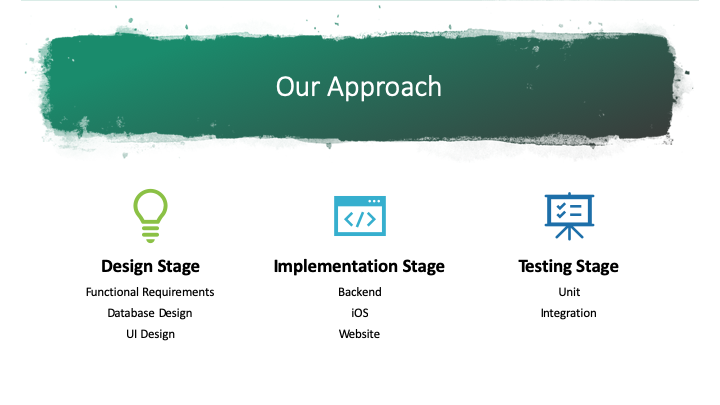 Our Approach
Design Stage
Functional Requirements
Database Design
UI Design
Implementation Stage
Backend
iOS
Website
Testing Stage
Unit
Integration